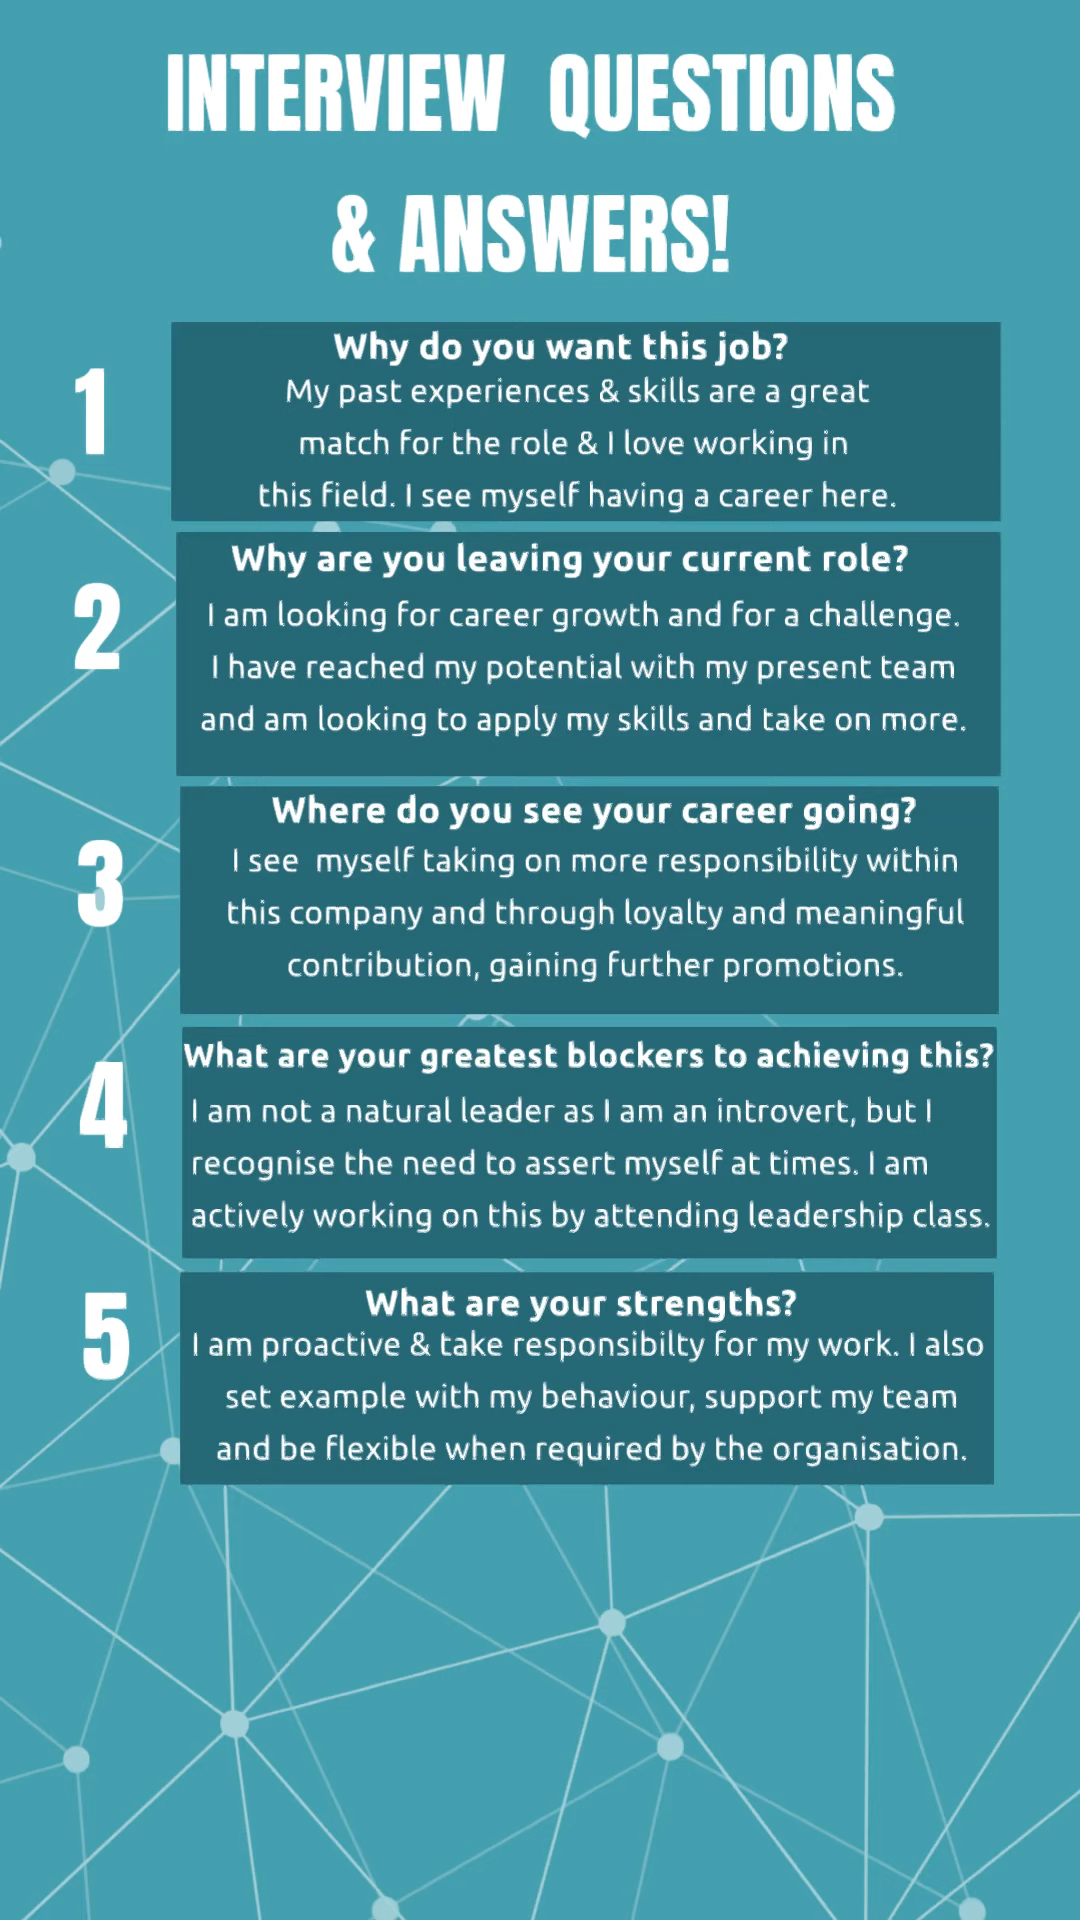 INTERVIEW QUESTIONS
& ANSWERS!
1
Why do you want this job?
My past experiences & skills are a great
match for the role & I love working in
this field. I see myself having a career here.
2
Why are you leaving your current role?
I am looking for career growth and for a challenge.
I have reached my potential with my present team
and am looking to apply my skills and take on more.
3
Where do you see your career going?
I see myself taking on more responsibility within
this company and through loyalty and meaningful
contribution, gaining further promotions.
4
What are your greatest blockers to achieving this?
I am not a natural leader as I am an introvert, but I
recognise the need to assert myself at times. I am
actively working on this by attending leadership class.
5
What are your strengths?
I am proactive & take responsibilty for my work. I also
set example with my behaviour, support my team
and be flexible when required by the organisation.